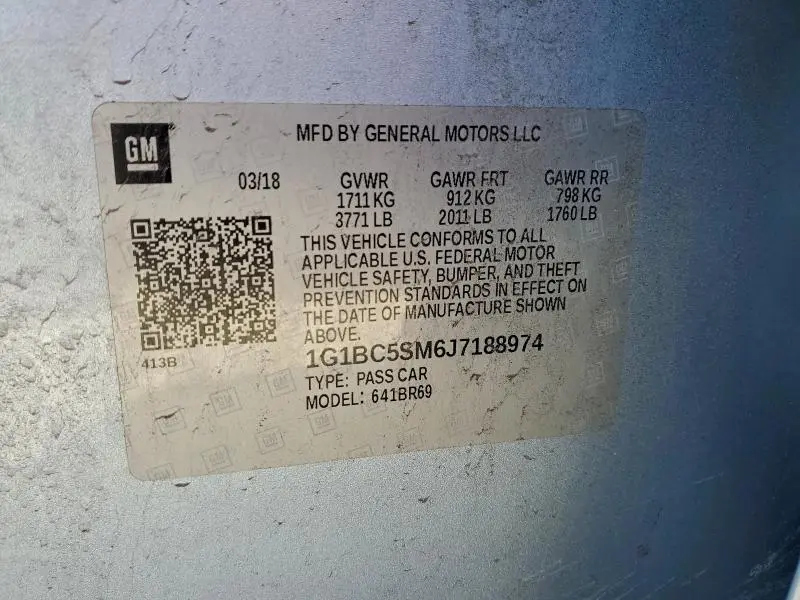 GM
MFD BY GENERAL MOTORS LLC
03/18 GVWR GAWR FRT GAWR RR
1711 KG 912 KG 798 KG
3771 LB 2011 LB 1760 LB
THIS VEHICLE CONFORMS TO ALL
APPLICABLE U.S. FEDERAL MOTOR
VEHICLE SAFETY, BUMPER, AND THEFT
PREVENTION STANDARDS IN EFFECT ON
THE DATE OF MANUFACTURE SHOWN
ABOVE.
413B
1G1BC5SM6J7188974
TYPE: PASS CAR
MODEL: 641BR69